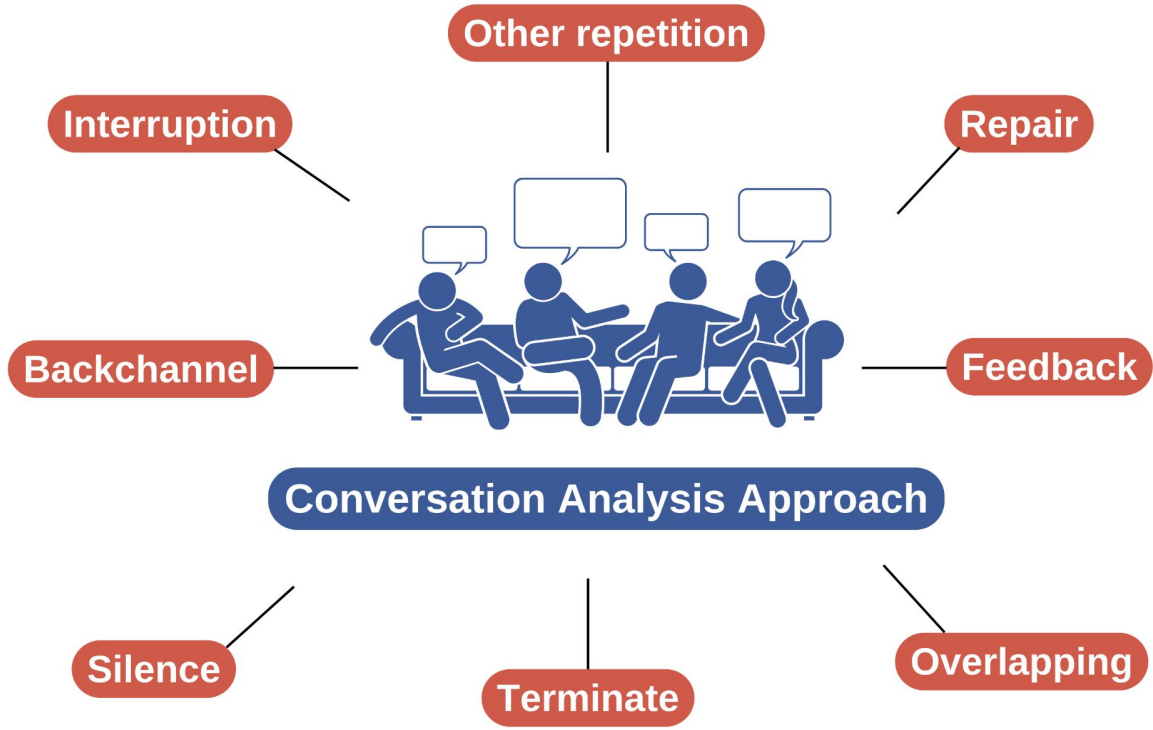 Other repetition
Interruption
Repair
Backchannel
Feedback
Conversation Analysis Approach
Silence
Overlapping
Terminate